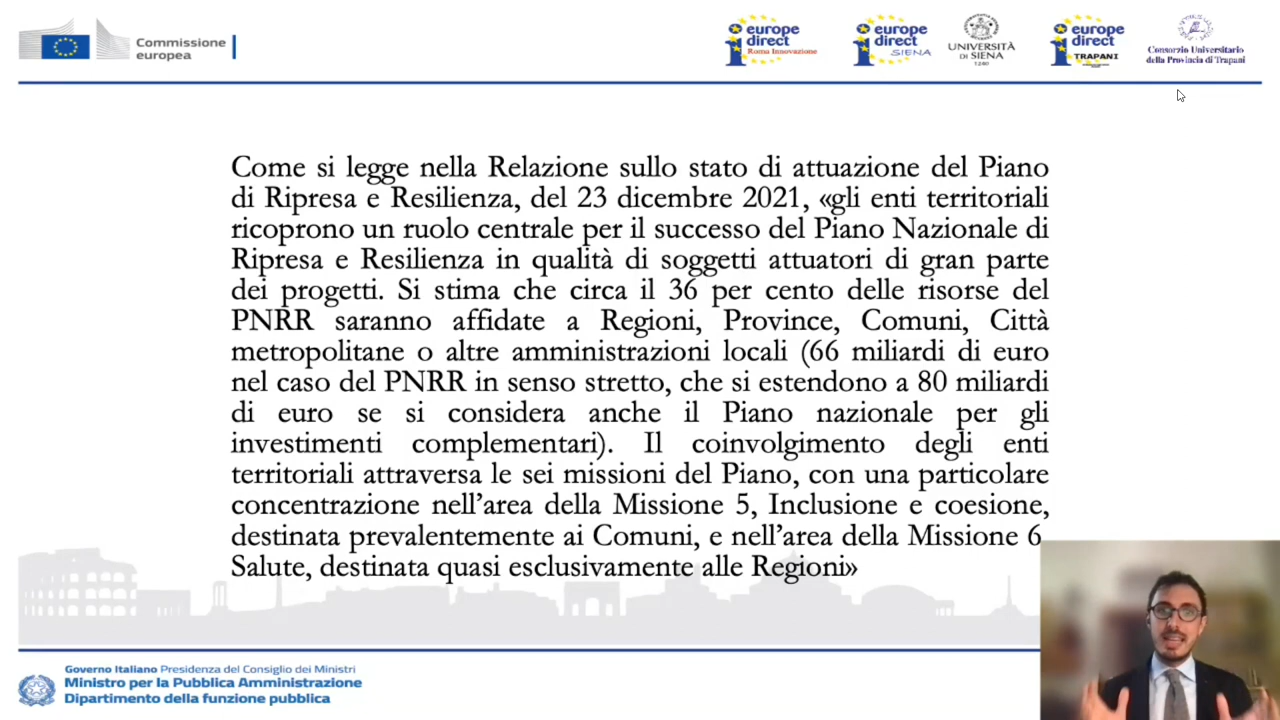 Commissione
europea
europe
direct
Roma Innovazione
europe
direct
SIENA
UNIVERSITÀ
DI SIENA
1240
europe
direct
TRAPANI
Consorzio Universitario
della Provincia di Trapani
Come si legge nella Relazione sullo stato di attuazione del Piano
di Ripresa e Resilienza, del 23 dicembre 2021, «gli enti territoriali
ricoprono un ruolo centrale per il successo del Piano Nazionale di
Ripresa e Resilienza in qualità di soggetti attuatori di gran parte
dei progetti. Si stima che circa il 36 per cento delle risorse del
PNRR saranno affidate a Regioni, Province, Comuni, Città
metropolitane o altre amministrazioni locali (66 miliardi di euro
nel caso del PNRR in senso stretto, che si estendono a 80 miliardi
di euro se si considera anche il Piano nazionale per gli
investimenti complementari). Il coinvolgimento degli enti
territoriali attraversa le sei missioni del Piano, con una particolare
concentrazione nell'area della Missione 5, Inclusione e coesione,
destinata prevalentemente ai Comuni, e nell'area della Missione 6
Salute, destinata quasi esclusivamente alle Regioni»
Governo Italiano Presidenza del Consiglio dei Ministri
Ministro per la Pubblica Amministrazione
Dipartimento della funzione pubblica